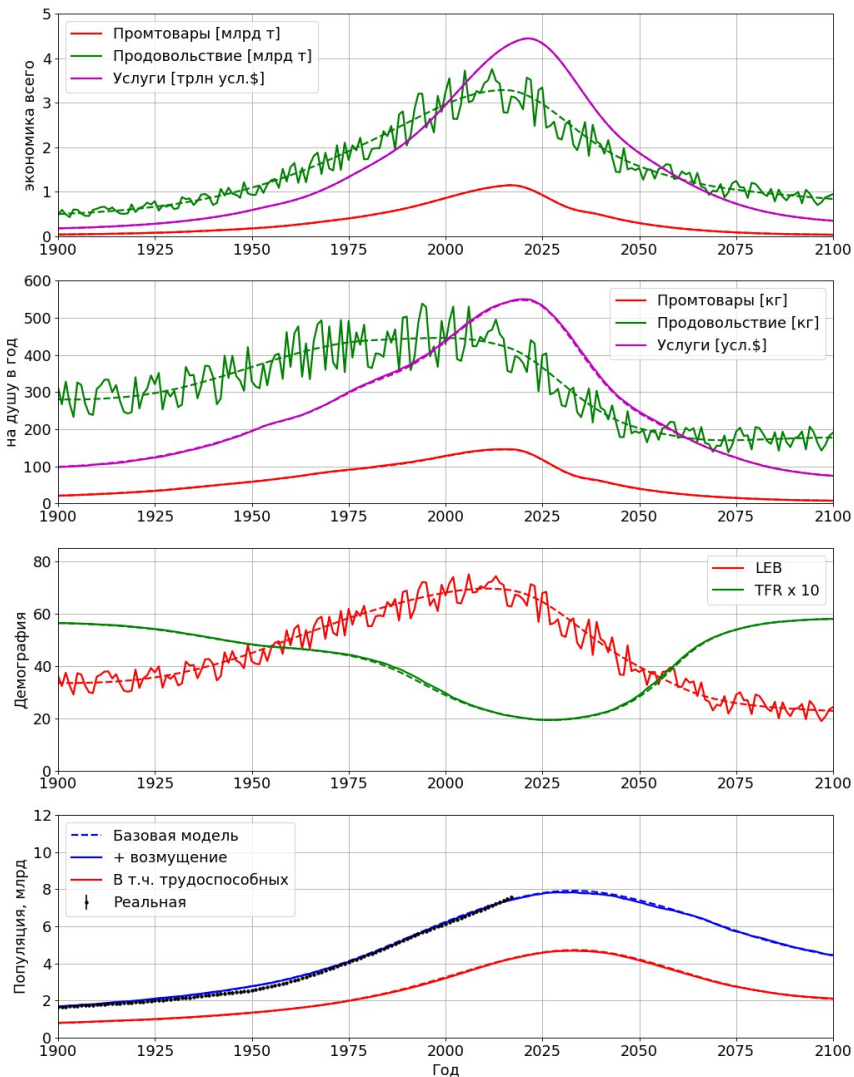 экономика всего
5
4
3
2
1
0
Промтовары [млрд т]
Продовольствие [млрд т]
Услуги [трлн усл.$]
1900 1925 1950 1975 2000 2025 2050 2075 2100
на душу в год
600
500
400
300
200
100
0
Промтовары [кг]
Продовольствие [кг]
Услуги [усл.$]
1900 1925 1950 1975 2000 2025 2050 2075 2100
Демография
80
60
40
20
0
LEB
TFR x 10
1900 1925 1950 1975 2000 2025 2050 2075 2100
Популяция, млрд
12
10
8
6
4
2
0
Базовая модель
+ возмущение
В т.ч. трудоспособных
Реальная
1900 1925 1950 1975 2000 2025 2050 2075 2100
Год